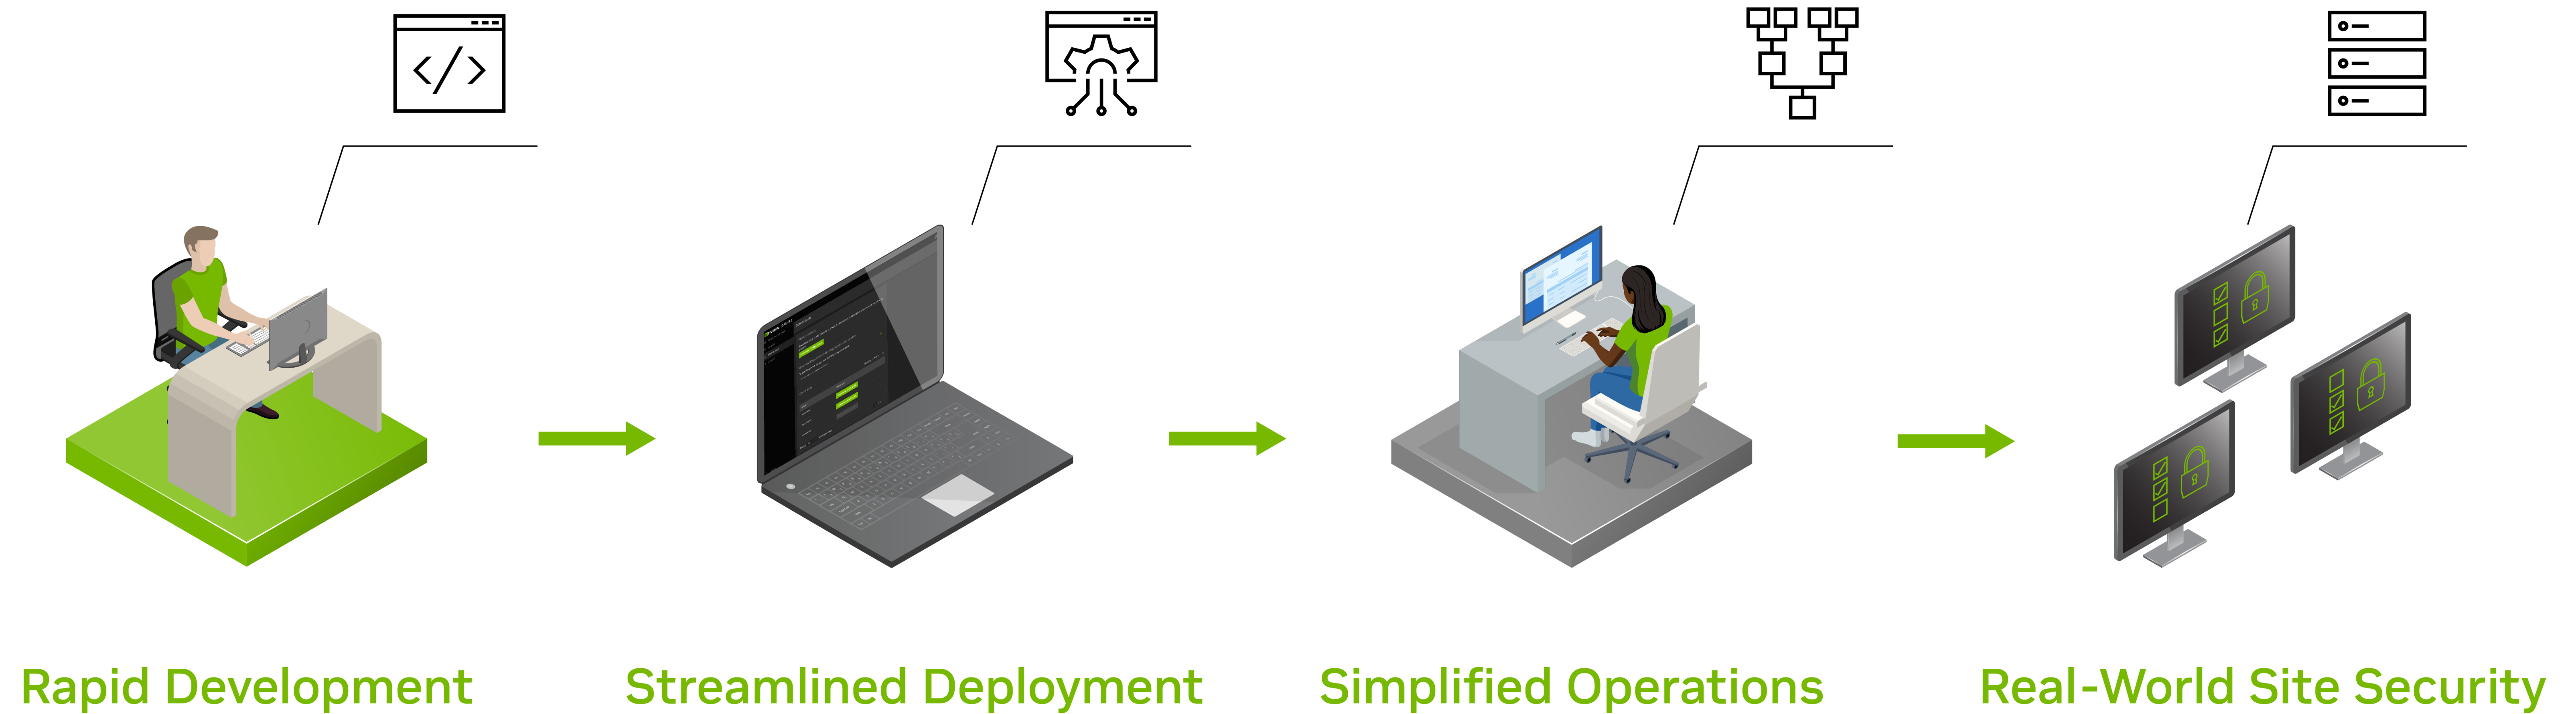 Rapid Development
Streamlined Deployment
Simplified Operations
Real-World Site Security